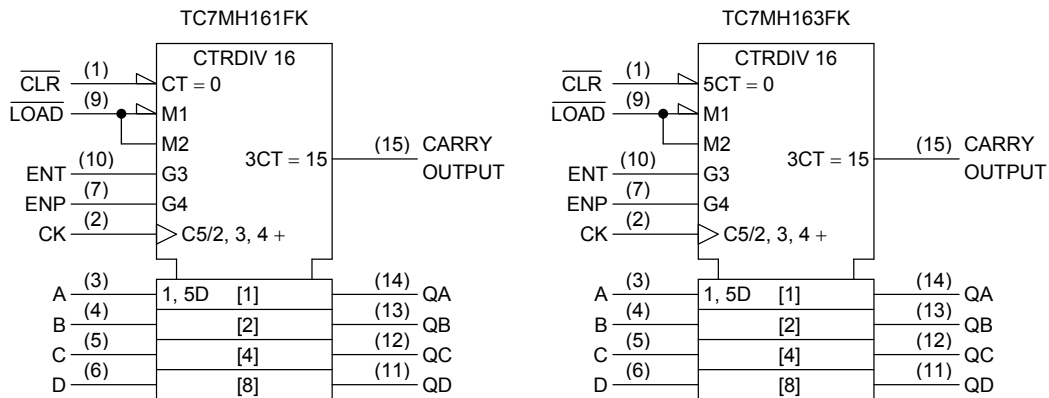 TC7MH161FK
CTRDIV 16
CLR (1) CT = 0
LOAD (9) M1
M2
3CT = 15 (15) CARRY OUTPUT
ENT (10) G3
ENP (7) G4
CK (2) C5/2, 3, 4 +
A (3) 1, 5D [1] (14) QA
B (4) [2] (13) QB
C (5) [4] (12) QC
D (6) [8] (11) QD
TC7MH163FK
CTRDIV 16
CLR (1) 5CT = 0
LOAD (9) M1
M2
3CT = 15 (15) CARRY OUTPUT
ENT (10) G3
ENP (7) G4
CK (2) C5/2, 3, 4 +
A (3) 1, 5D [1] (14) QA
B (4) [2] (13) QB
C (5) [4] (12) QC
D (6) [8] (11) QD